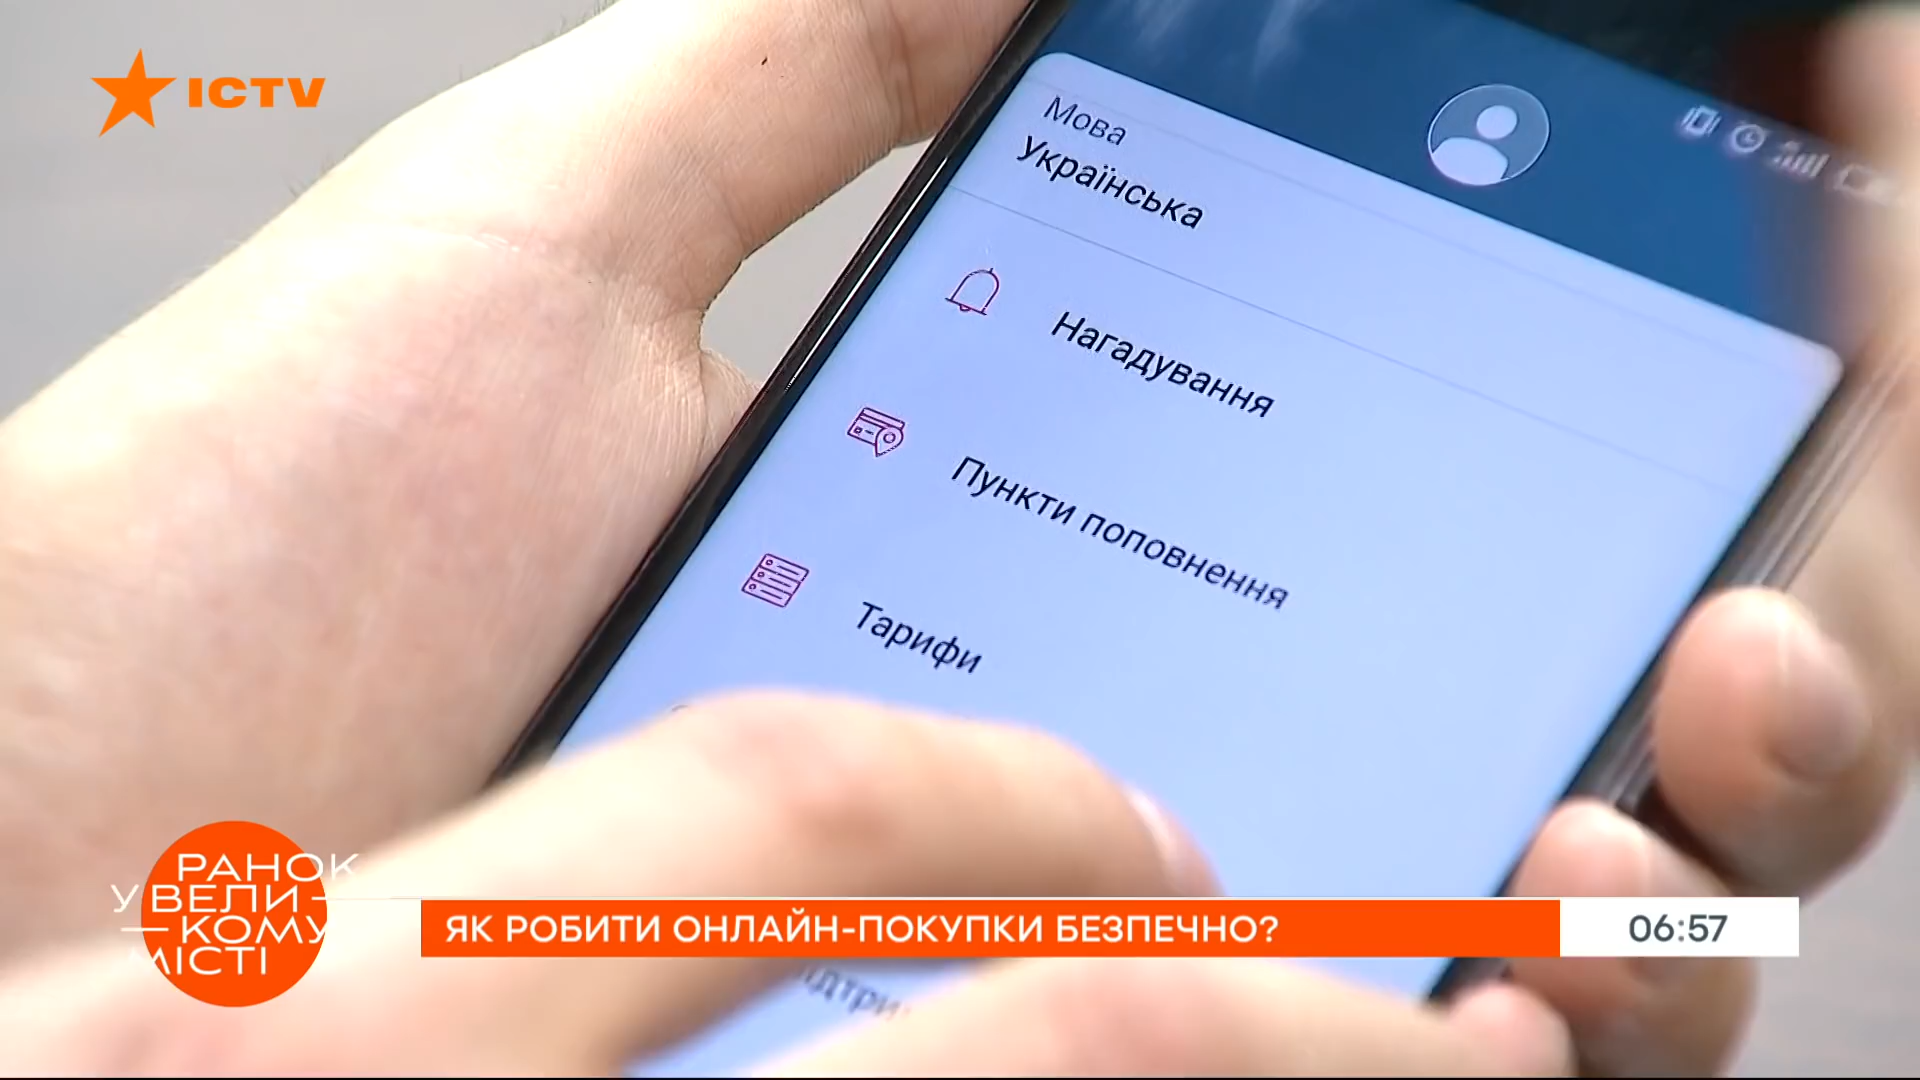 ICTV
Мова
Українська
Нагадування
Пункти поповнення
Тарифи
РАНОК
У ВЕЛИ—
—КОМУ
МІСТІ
ЯК РОБИТИ ОНЛАЙН-ПОКУПКИ БЕЗПЕЧНО?
06:57